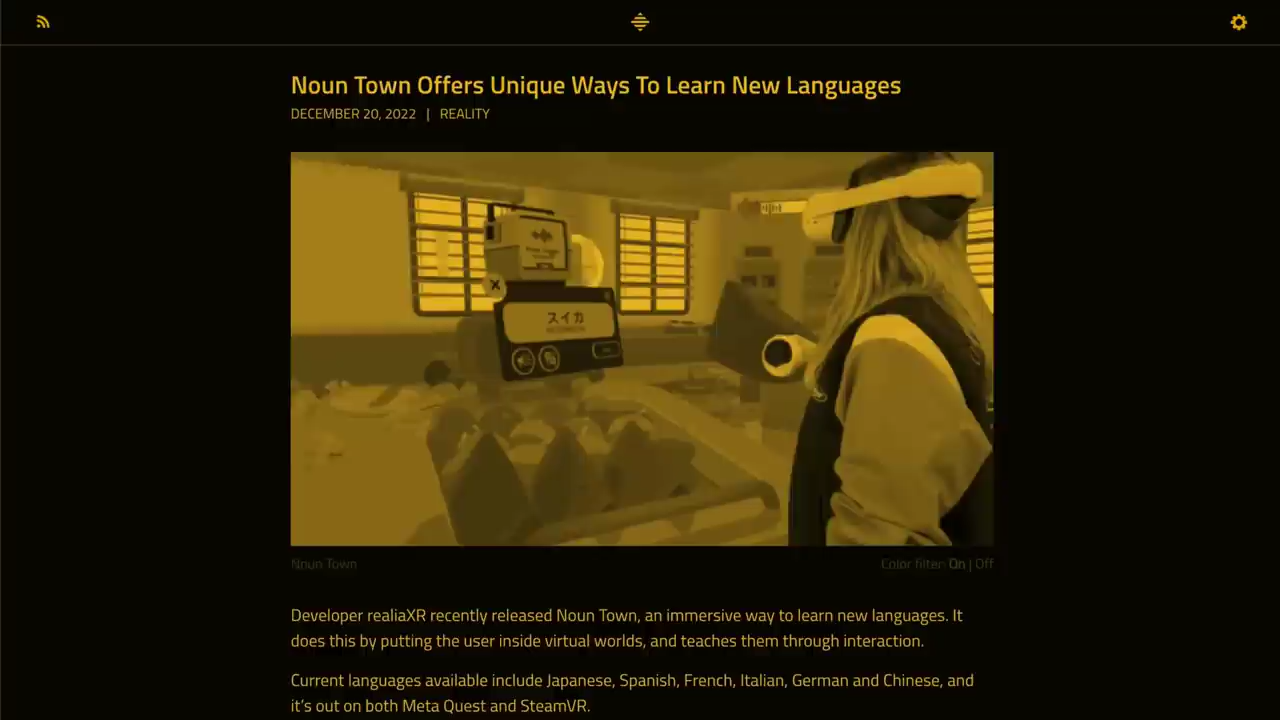 Noun Town Offers Unique Ways To Learn New Languages
DECEMBER 20, 2022 | REALITY
X
スイカ
Noun Town
Color filter: On | Off
Developer realiaXR recently released Noun Town, an immersive way to learn new languages. It
does this by putting the user inside virtual worlds, and teaches them through interaction.
Current languages available include Japanese, Spanish, French, Italian, German and Chinese, and
it's out on both Meta Quest and SteamVR.